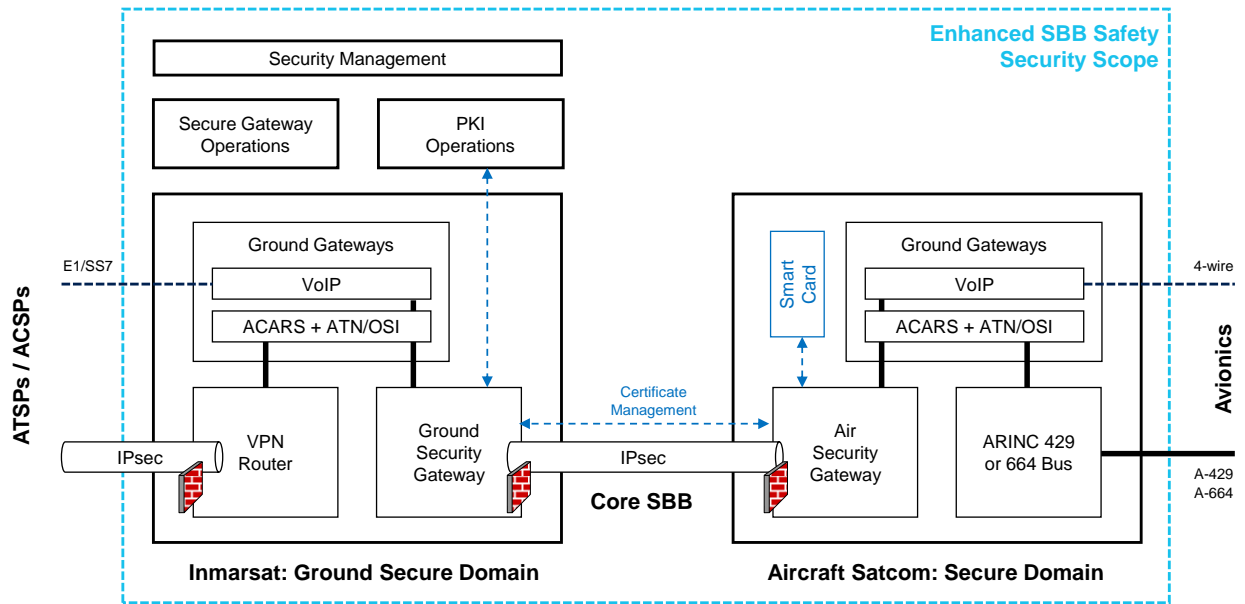 Enhanced SBB Safety
Security Scope
Security Management
Secure Gateway
Operations
PKI
Operations
Ground Gateways
VoIP
ACARS + ATN/OSI
E1/SS7
ATSPs / ACSPs
VPN
Router
Ground
Security
Gateway
IPsec
Certificate
Management
IPsec
Core SBB
Smart
Card
Ground Gateways
VoIP
ACARS + ATN/OSI
4-wire
Avionics
Air
Security
Gateway
ARINC 429
or 664 Bus
A-429
A-664
Inmarsat: Ground Secure Domain
Aircraft Satcom: Secure Domain